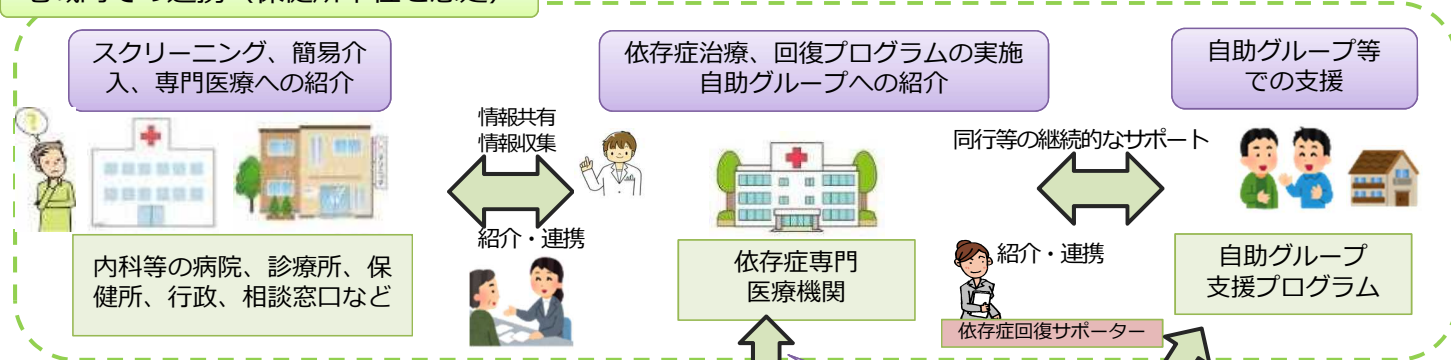 スクリーニング、簡易介
入、専門医療への紹介
依存症治療、回復プログラムの実施
自助グループへの紹介
自助グループ等
での支援
情報共有
情報収集
同行等の継続的なサポート
紹介・連携
紹介・連携
内科等の病院、診療所、保
健所、行政、相談窓口など
依存症専門
医療機関
自助グループ
支援プログラム
依存症回復サポーター